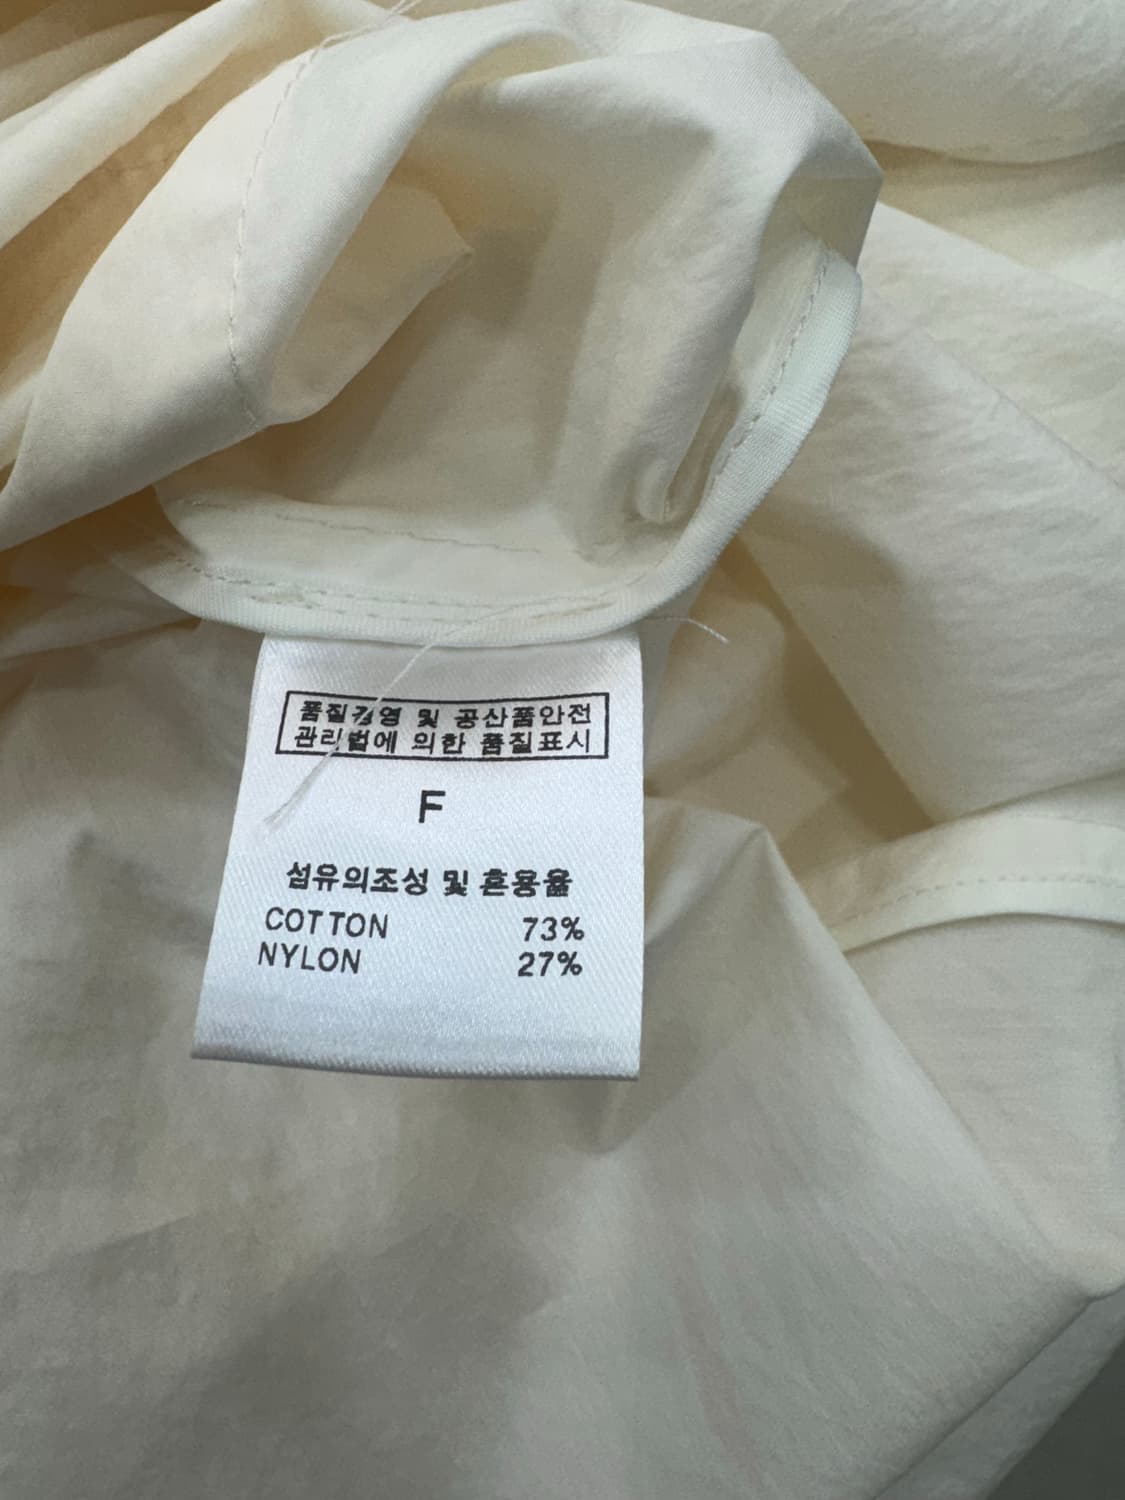 품질경영 및 공산품안전
관리법에 의한 품질표시
F
섬유의조성 및 혼용율
COTTON 73%
NYLON 27%